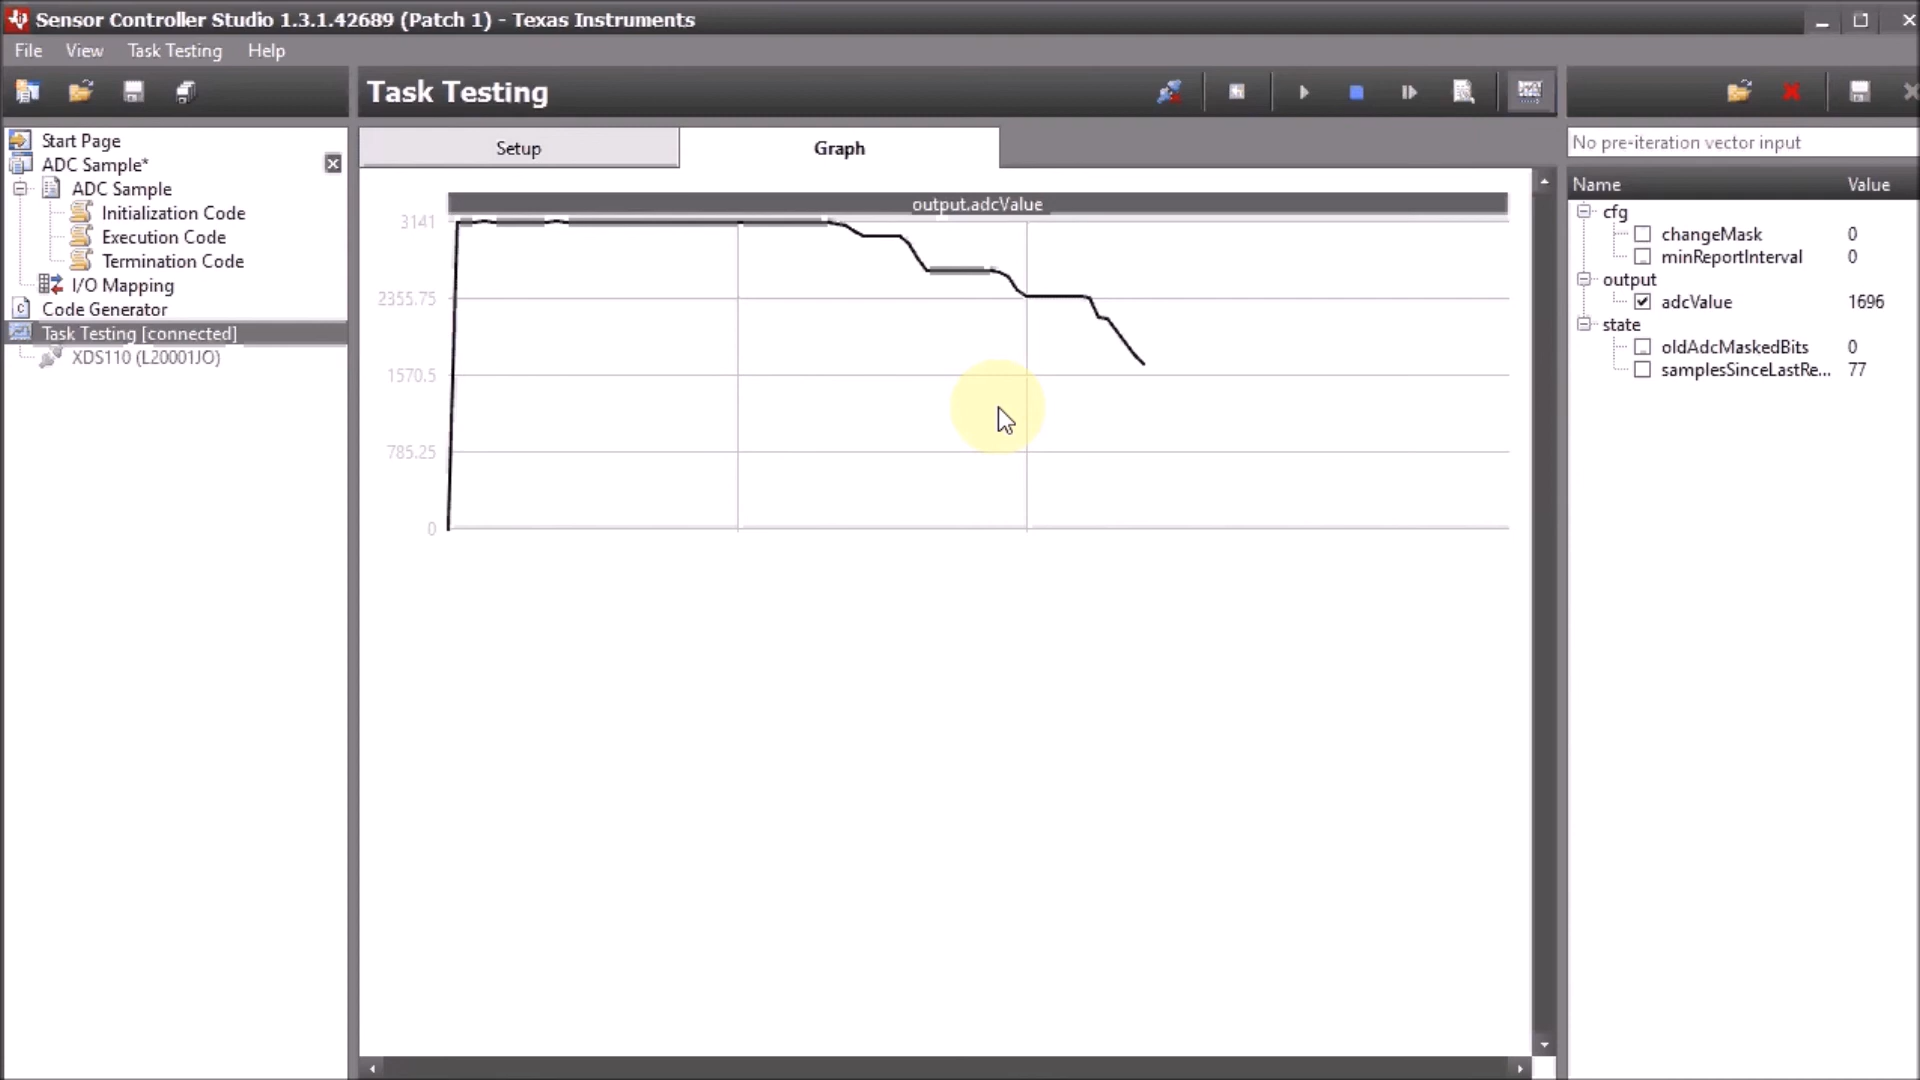 Sensor Controller Studio 1.3.1.42689 (Patch 1) - Texas Instruments
File View Task Testing Help
Task Testing
Start Page
ADC Sample*
ADC Sample
Initialization Code
Execution Code
Termination Code
I/O Mapping
Code Generator
Task Testing [connected]
XDS110 (L20001JO)
Setup Graph
output.adcValue
3141
2355.75
1570.5
785.25
0
No pre-iteration vector input
Name Value
cfg
changeMask 0
minReportInterval 0
output
adcValue 1696
state
oldAdcMaskedBits 0
samplesSinceLastRe... 77